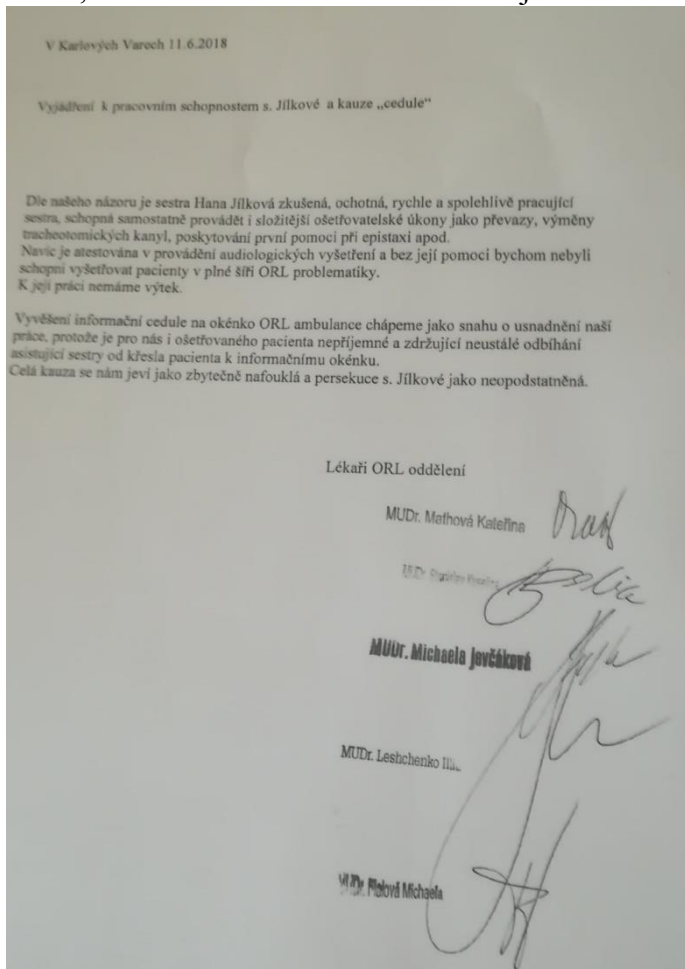 V Karlových Varech 11.6.2018
Vyjádření k pracovním schopnostem s. Jílkové a kauze „cedule“
Dle našeho názoru je sestra Hana Jílková zkušená, ochotná, rychle a spolehlivě pracující
sestra, schopná samostatně provádět i složitější ošetřovatelské úkony jako převazy, výměny
tracheotomických kanyl, poskytování první pomoci při epistaxi apod.
Navíc je atestována v provádění audiologických vyšetření a bez její pomoci bychom nebyli
schopni vyšetřovat pacienty v plné šíři ORL problematiky.
K její práci nemáme výtek.
Vyvěšení informační cedule na okénko ORL ambulance chápeme jako snahu o usnadnění naší
práce, protože je pro nás i ošetřovaného pacienta nepříjemné a zdržující neustálé odbíhání
asistující sestry od křesla pacienta k informačnímu okénku.
Celá kauza se nám jeví jako zbytečně nafouklá a persekuce s. Jílkové jako neopodstatněná.
Lékaři ORL oddělení
MUDr. Mathová Kateřina
MUDr.
MUDr. Michaela Jevčáková
MUDr. Leshchenko
MUDr. Michaela